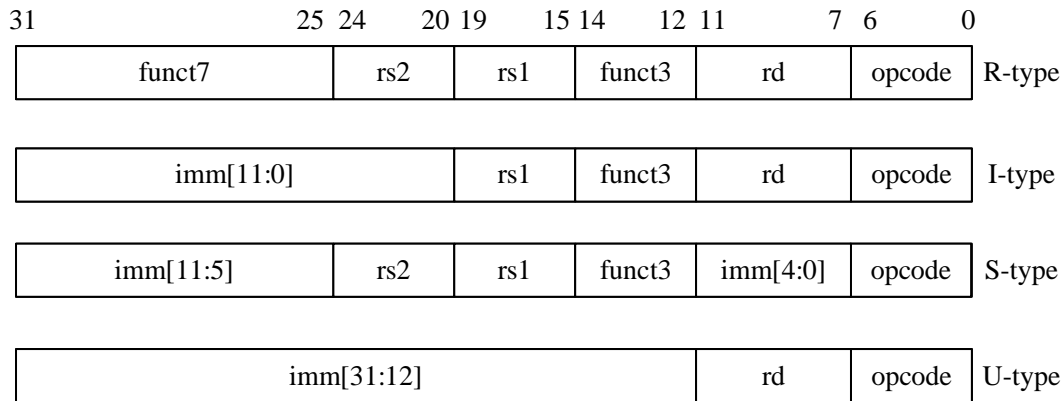 31 25 24 20 19 15 14 12 11 7 6 0
funct7 rs2 rs1 funct3 rd opcode R-type
imm[11:0] rs1 funct3 rd opcode I-type
imm[11:5] rs2 rs1 funct3 imm[4:0] opcode S-type
imm[31:12] rd opcode U-type